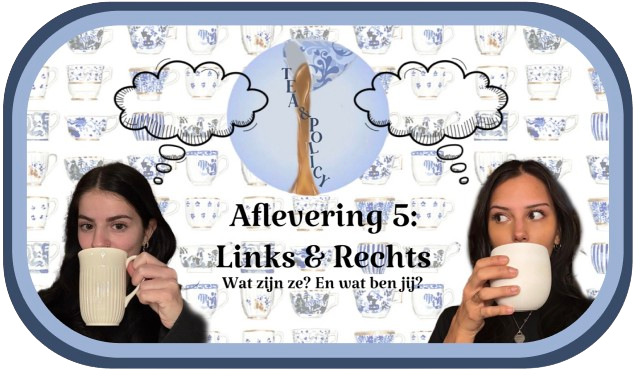 TEA & POLICY
Aflevering 5:
Links & Rechts
Wat zijn ze? En wat ben jij?